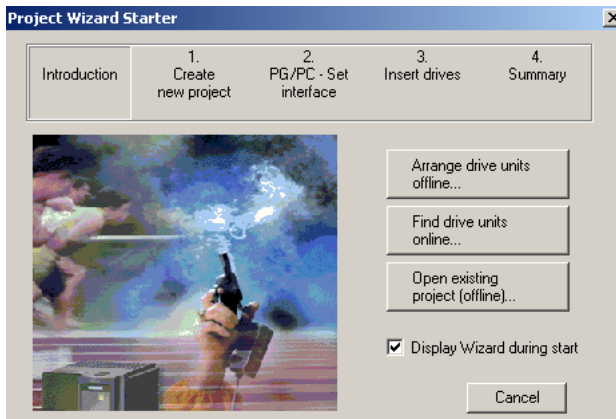 Project Wizard Starter
Introduction
1.
Create
new project
2.
PG/PC - Set
interface
3.
Insert drives
4.
Summary
Arrange drive units
offline...
Find drive units
online...
Open existing
project (offline)...
Display Wizard during start
Cancel